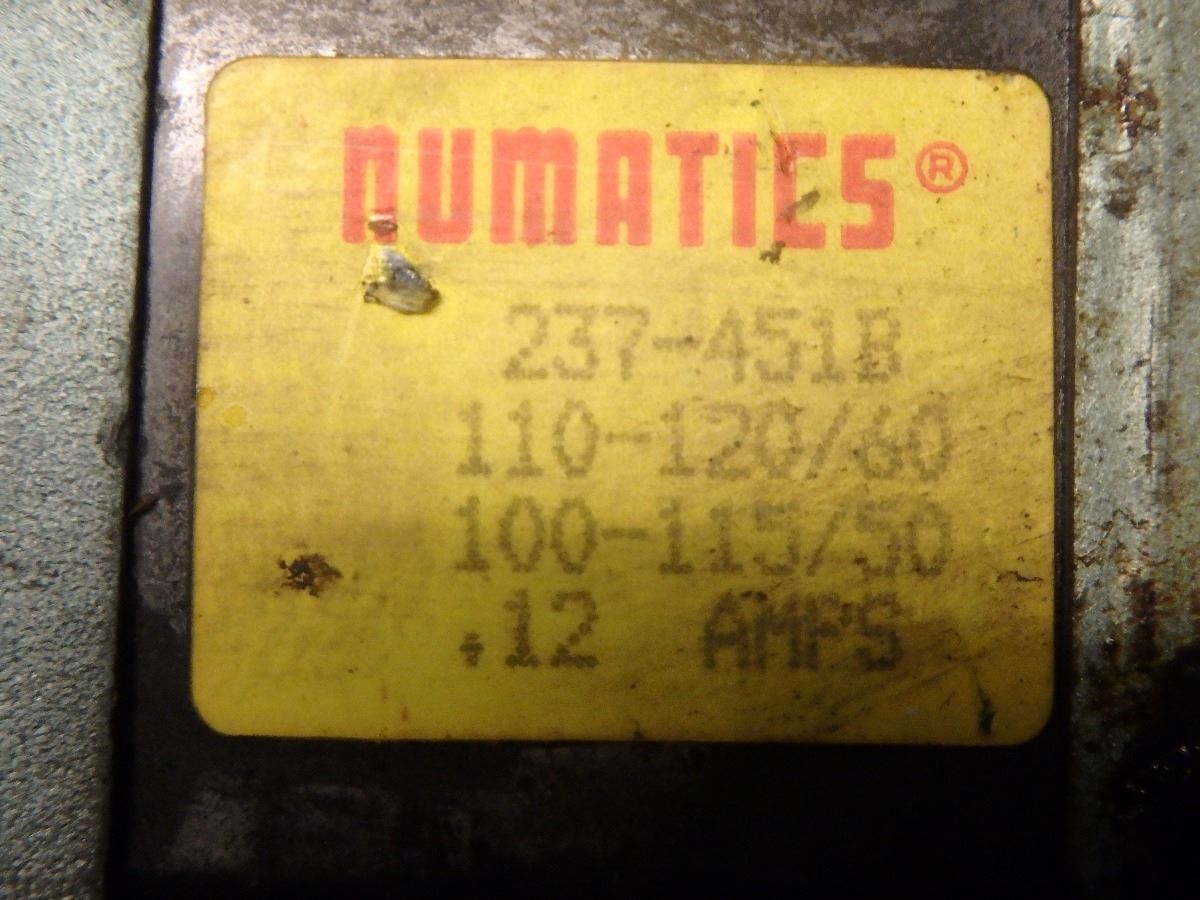 NUMATICS®
237-451B
110-120/60
100-115/50
.12 AMPS